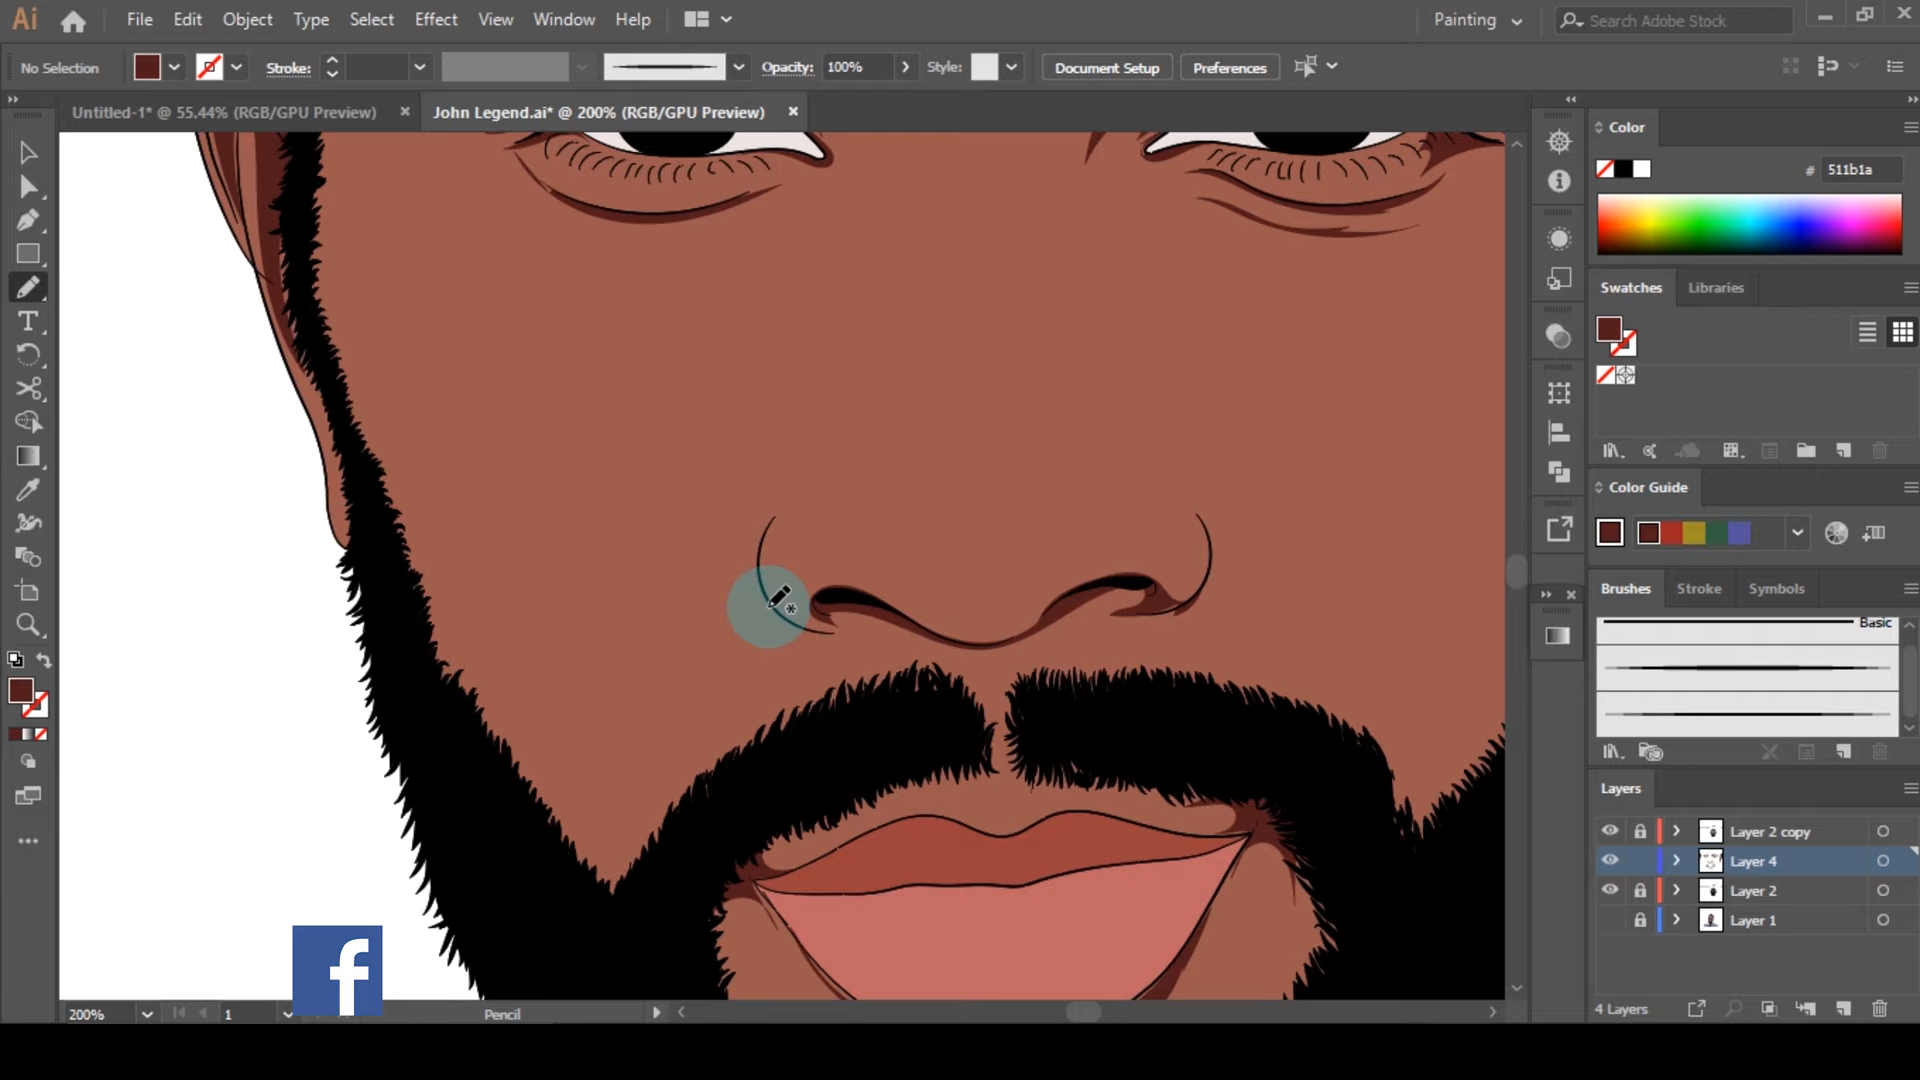 Ai File Edit Object Type Select Effect View Window Help Painting Search Adobe Stock
No Selection Stroke: Opacity: 100% Style: Document Setup Preferences
Untitled-1* @ 55.44% (RGB/GPU Preview) × John Legend.ai* @ 200% (RGB/GPU Preview) ×
Color
# 511b1a
Swatches Libraries
Color Guide
Brushes Stroke Symbols
Basic
Layers
Layer 2 copy
Layer 4
Layer 2
Layer 1
4 Layers
f
200% 1 Pencil